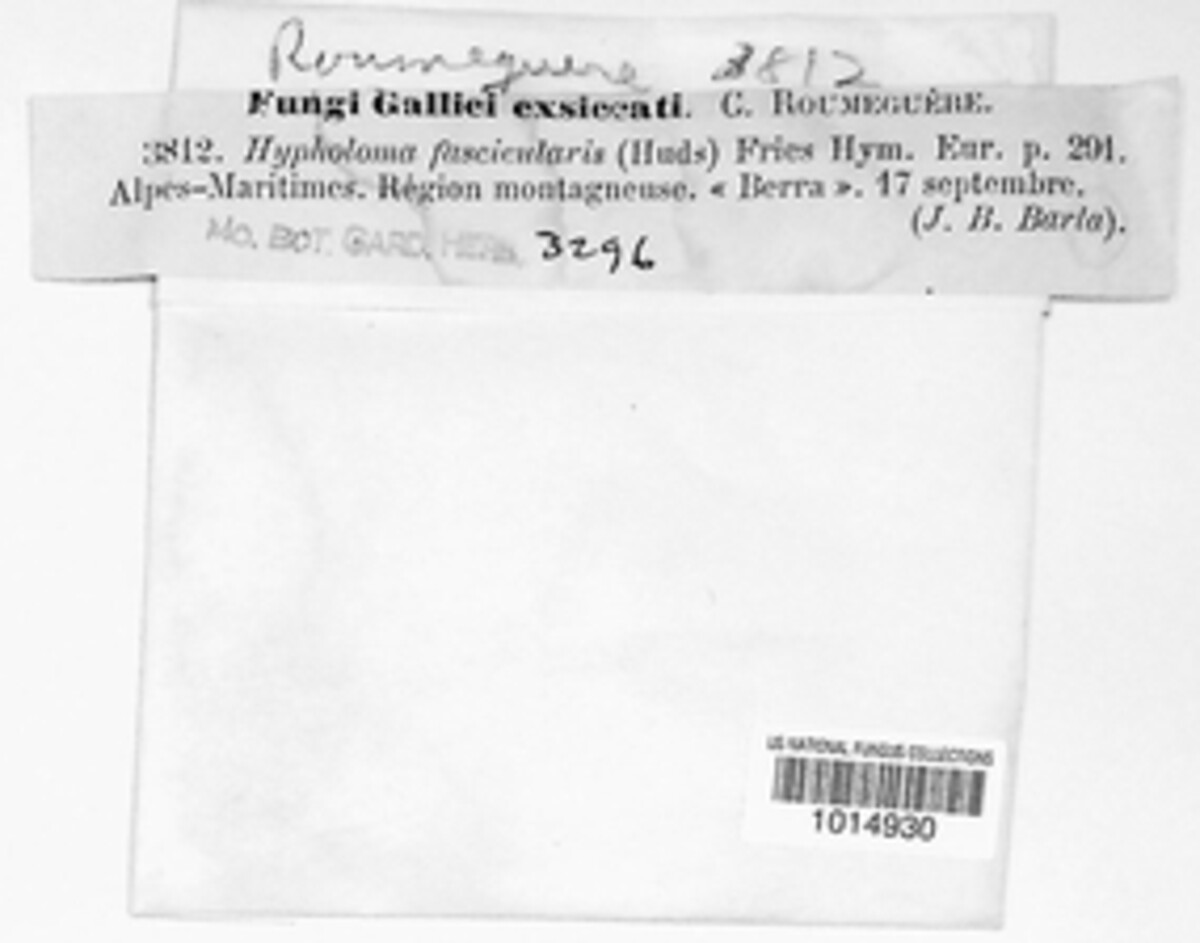 Roumeguere 3812
Fungi Gallici exsiccati. C. ROUMEGUÈRE.
3812. Hypholoma fascicularis (Huds) Fries Hym. Eur. p. 291.
Alpes-Maritimes. Région montagneuse. « Berra ». 17 septembre.
(J. B. Barla).
MO. BOT. GARD. HERB. 3296
US NATIONAL FUNGUS COLLECTIONS
1014930